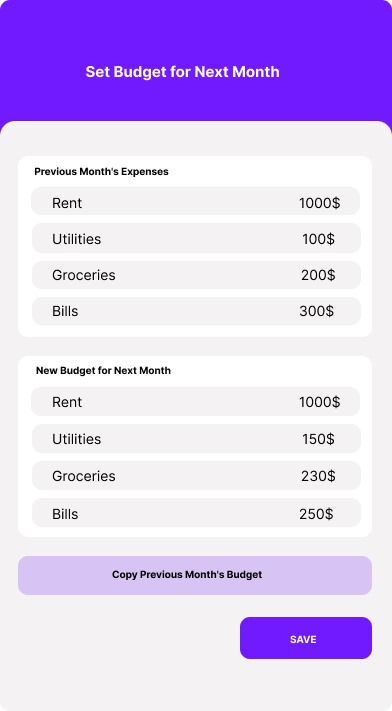 Set Budget for Next Month
Previous Month's Expenses
Rent 1000$
Utilities 100$
Groceries 200$
Bills 300$
New Budget for Next Month
Rent 1000$
Utilities 150$
Groceries 230$
Bills 250$
Copy Previous Month's Budget
SAVE